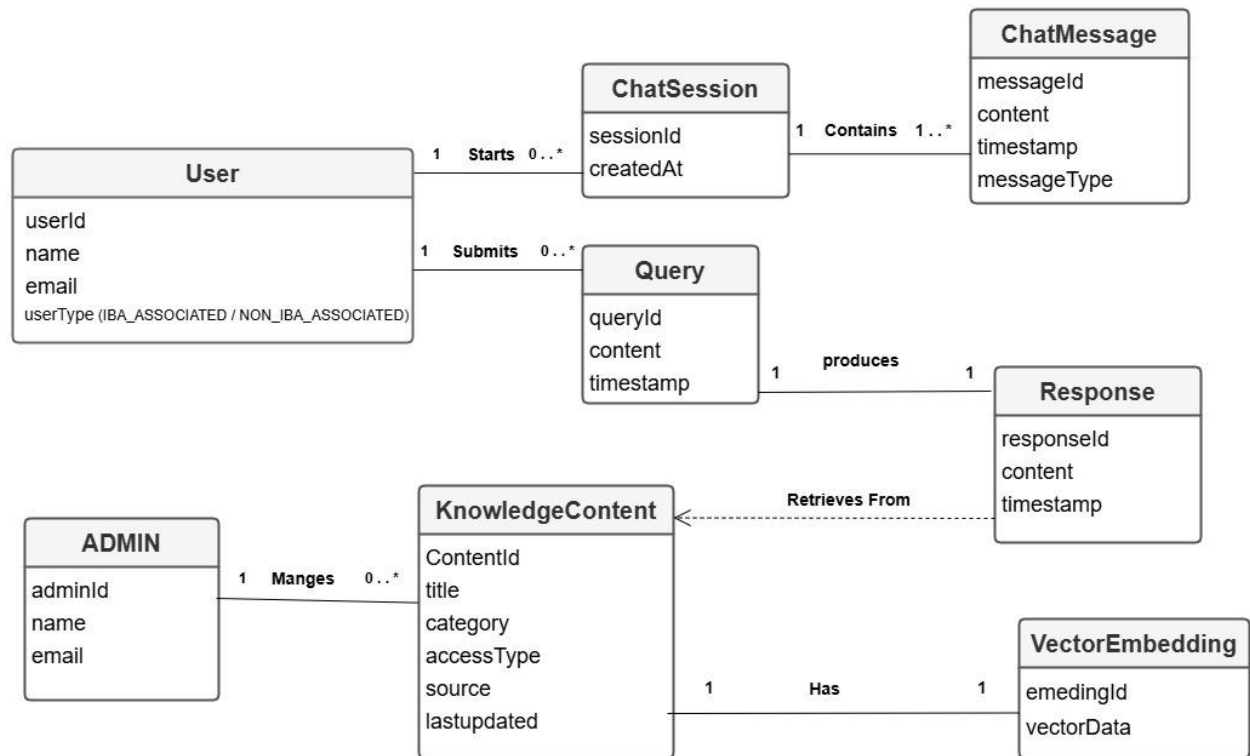 ChatMessage
messageId
content
timestamp
messageType
ChatSession
sessionId
createdAt
1 Contains 1..*
1 Starts 0..*
User
userId
name
email
userType (IBA_ASSOCIATED / NON_IBA_ASSOCIATED)
1 Submits 0..*
Query
queryId
content
timestamp
1 produces 1
Response
responseId
content
timestamp
Retrieves From
KnowledgeContent
ContentId
title
category
accessType
source
lastupdated
ADMIN
adminId
name
email
1 Manges 0..*
1 Has 1
VectorEmbedding
emedingId
vectorData